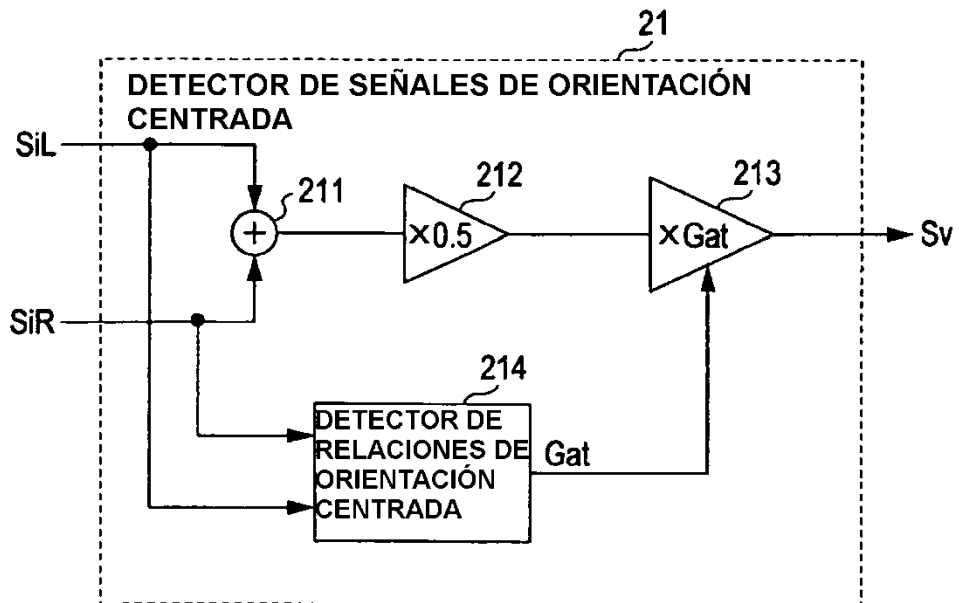 21
DETECTOR DE SEÑALES DE ORIENTACIÓN
CENTRADA
SiL
211
212
213
×0.5
×Gat
Sv
SiR
214
DETECTOR DE
RELACIONES DE
ORIENTACIÓN
CENTRADA
Gat